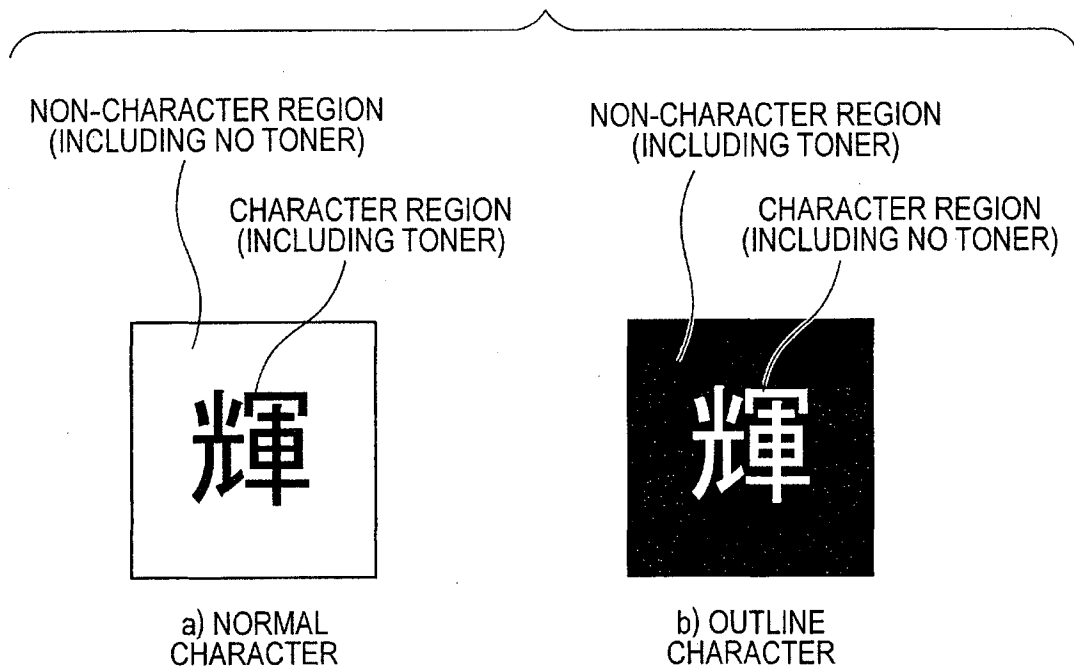 NON-CHARACTER REGION
(INCLUDING NO TONER)
CHARACTER REGION
(INCLUDING TONER)
輝
a) NORMAL
CHARACTER
NON-CHARACTER REGION
(INCLUDING TONER)
CHARACTER REGION
(INCLUDING NO TONER)
輝
b) OUTLINE
CHARACTER